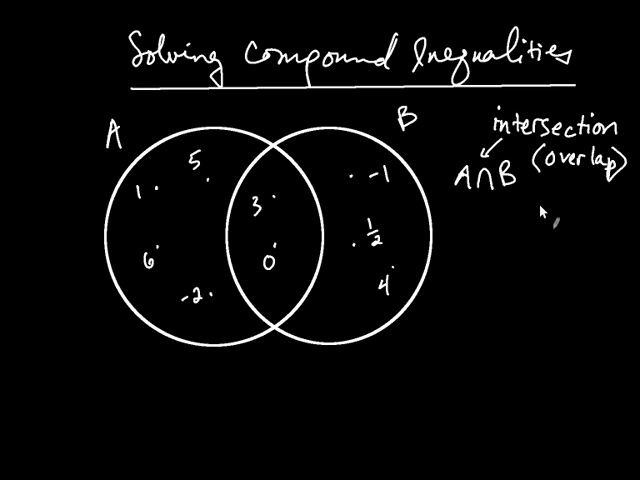 Solving Compound Inequalities
A
B
intersection
(overlap)
A∩B
5
1
-1
3
1/2
6
0
4
-2